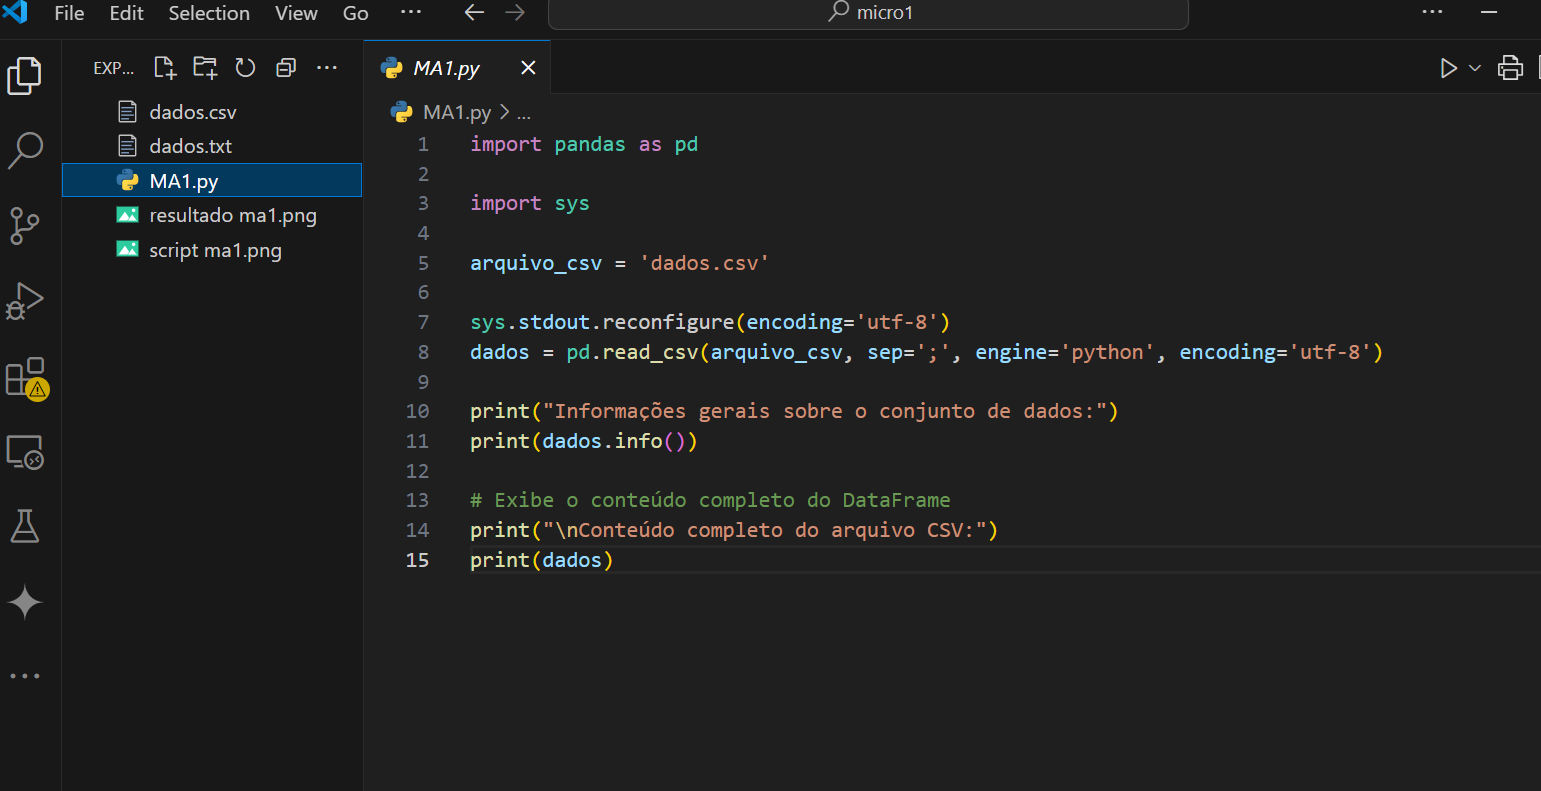 File Edit Selection View Go ··· micro1 ···
EXP... ···
dados.csv
dados.txt
MA1.py
resultado ma1.png
script ma1.png
MA1.py
MA1.py > ...
1 import pandas as pd
2
3 import sys
4
5 arquivo_csv = 'dados.csv'
6
7 sys.stdout.reconfigure(encoding='utf-8')
8 dados = pd.read_csv(arquivo_csv, sep=';', engine='python', encoding='utf-8')
9
10 print("Informações gerais sobre o conjunto de dados:")
11 print(dados.info())
12
13 # Exibe o conteúdo completo do DataFrame
14 print("\nConteúdo completo do arquivo CSV:")
15 print(dados)